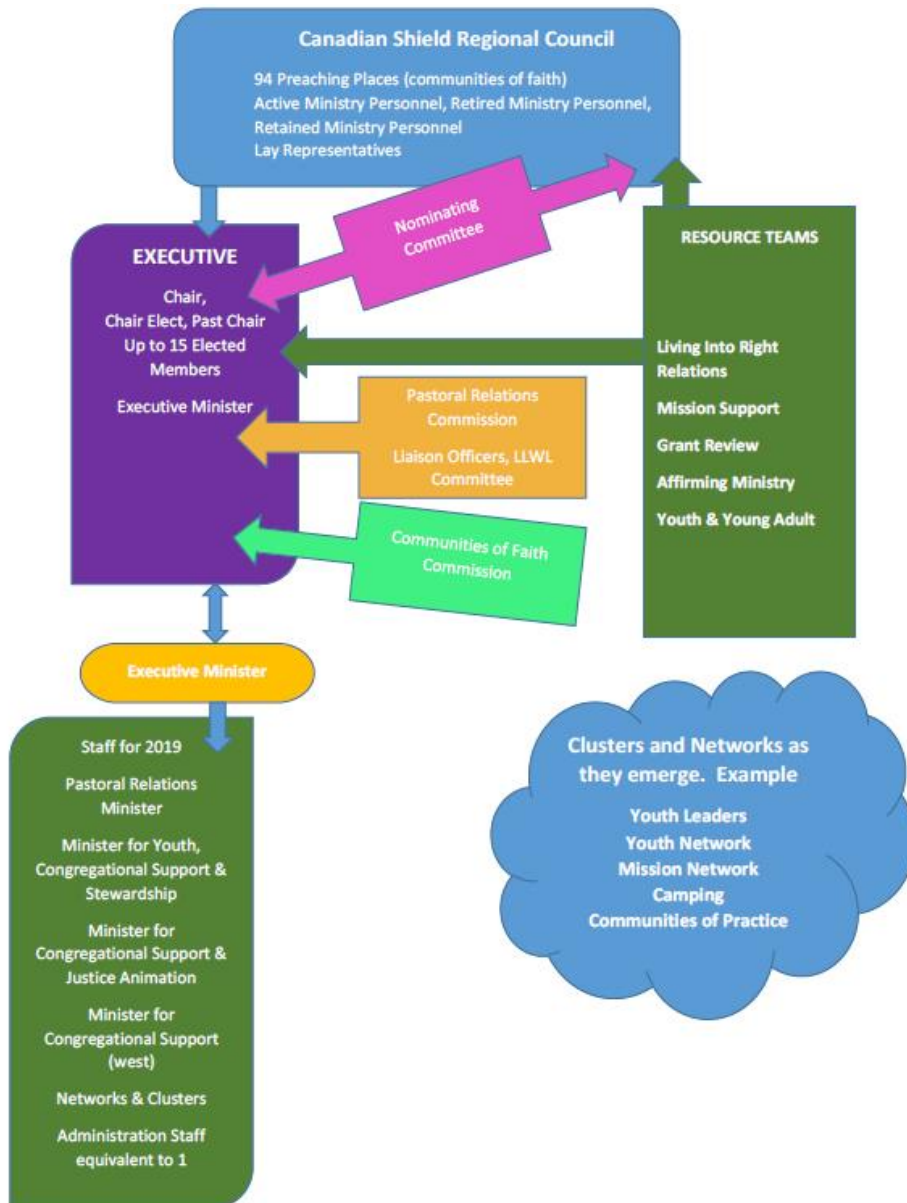 Canadian Shield Regional Council
94 Preaching Places (communities of faith)
Active Ministry Personnel, Retired Ministry Personnel,
Retained Ministry Personnel
Lay Representatives
Nominating
Committee
EXECUTIVE
Chair,
Chair Elect, Past Chair
Up to 15 Elected
Members
Executive Minister
RESOURCE TEAMS
Living Into Right
Relations
Mission Support
Grant Review
Affirming Ministry
Youth & Young Adult
Pastoral Relations
Commission
Liaison Officers, LLWL
Committee
Communities of Faith
Commission
Executive Minister
Staff for 2019
Pastoral Relations
Minister
Minister for Youth,
Congregational Support &
Stewardship
Minister for
Congregational Support &
Justice Animation
Minister for
Congregational Support
(west)
Networks & Clusters
Administration Staff
equivalent to 1
Clusters and Networks as
they emerge. Example
Youth Leaders
Youth Network
Mission Network
Camping
Communities of Practice